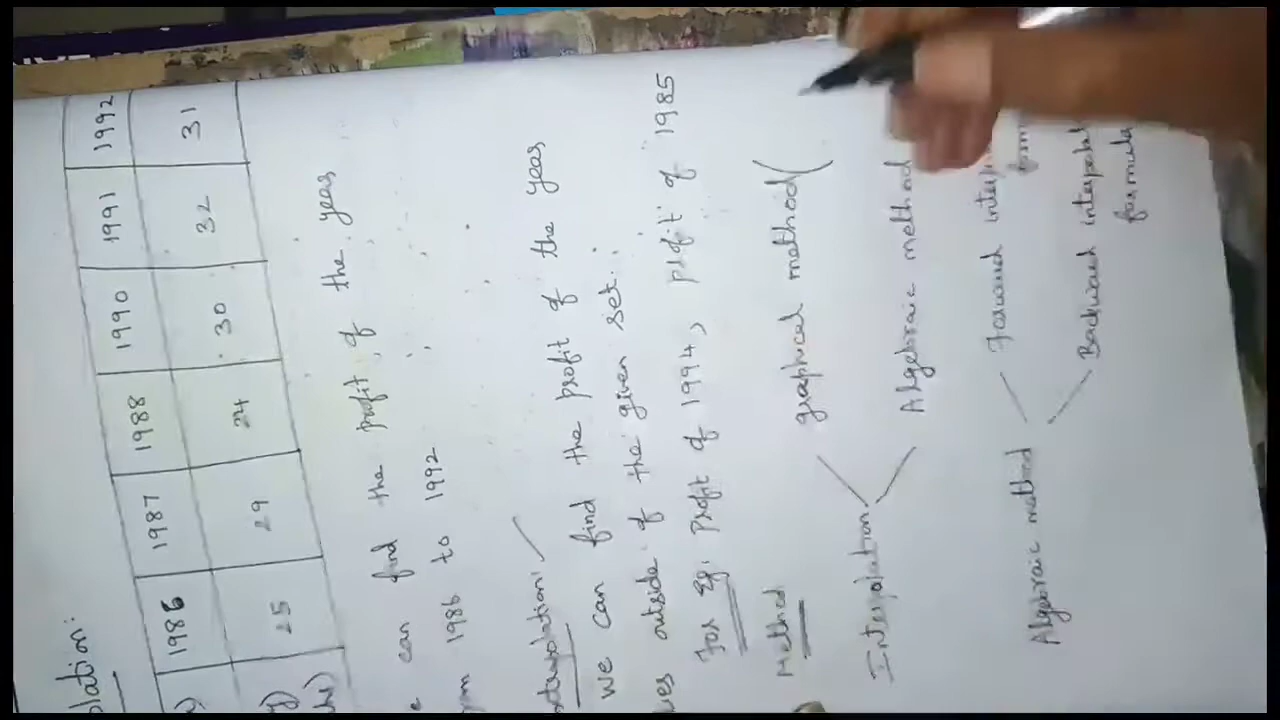 olation:
1986 1987 1988 1990 1991 1992
25 29 24 30 32 31
can find the profit of the year
1986 to 1992
we can find the profit of the year
outside of the given set.
For Eg. Profit of 1994, profit of 1985
Method
Interpolation
graphical method(
Algebraic method
Algebraic method
Forward
Backward
formula